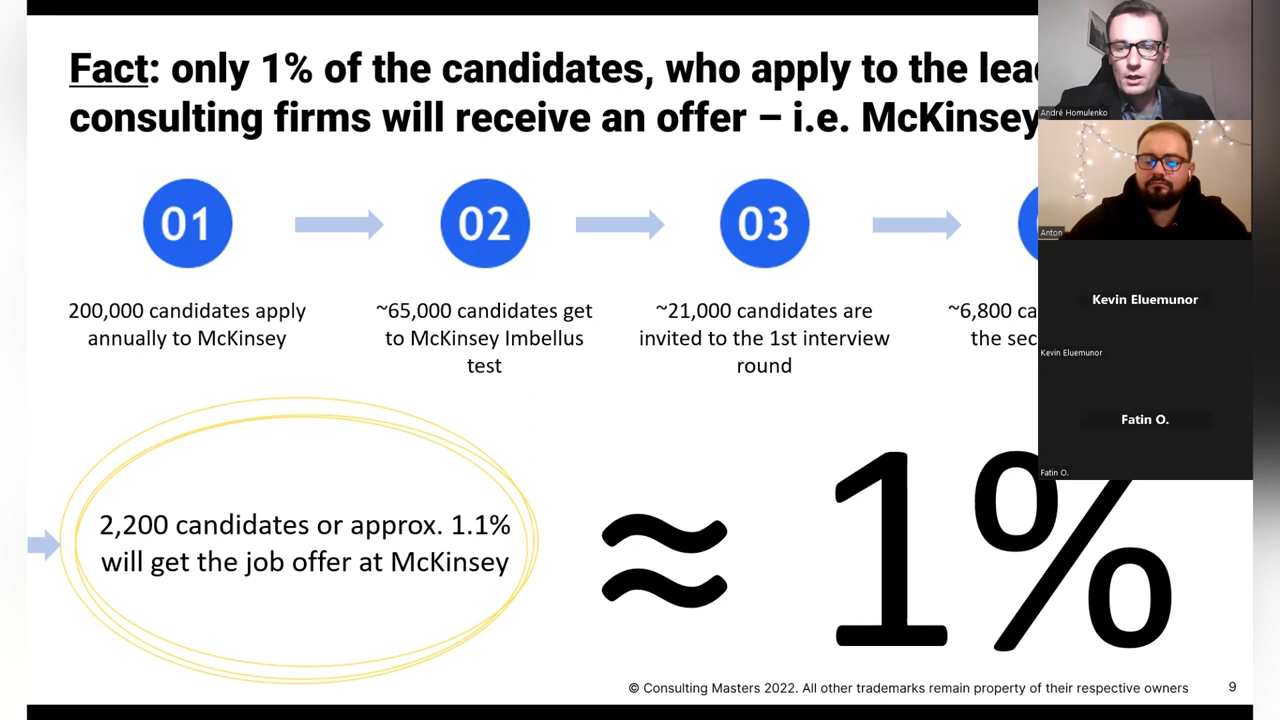 Fact: only 1% of the candidates, who apply to the
consulting firms will receive an offer – i.e. McKinsey
01
02
03
200,000 candidates apply
annually to McKinsey
~65,000 candidates get
to McKinsey Imbellus
test
~21,000 candidates are
invited to the 1st interview
round
~6,800
the
2,200 candidates or approx. 1.1%
will get the job offer at McKinsey
≈ 1%
© Consulting Masters 2022. All other trademarks remain property of their respective owners
9
André Homulenko
Anton
Kevin Eluemunor
Kevin Eluemunor
Fatin O.
Fatin O.